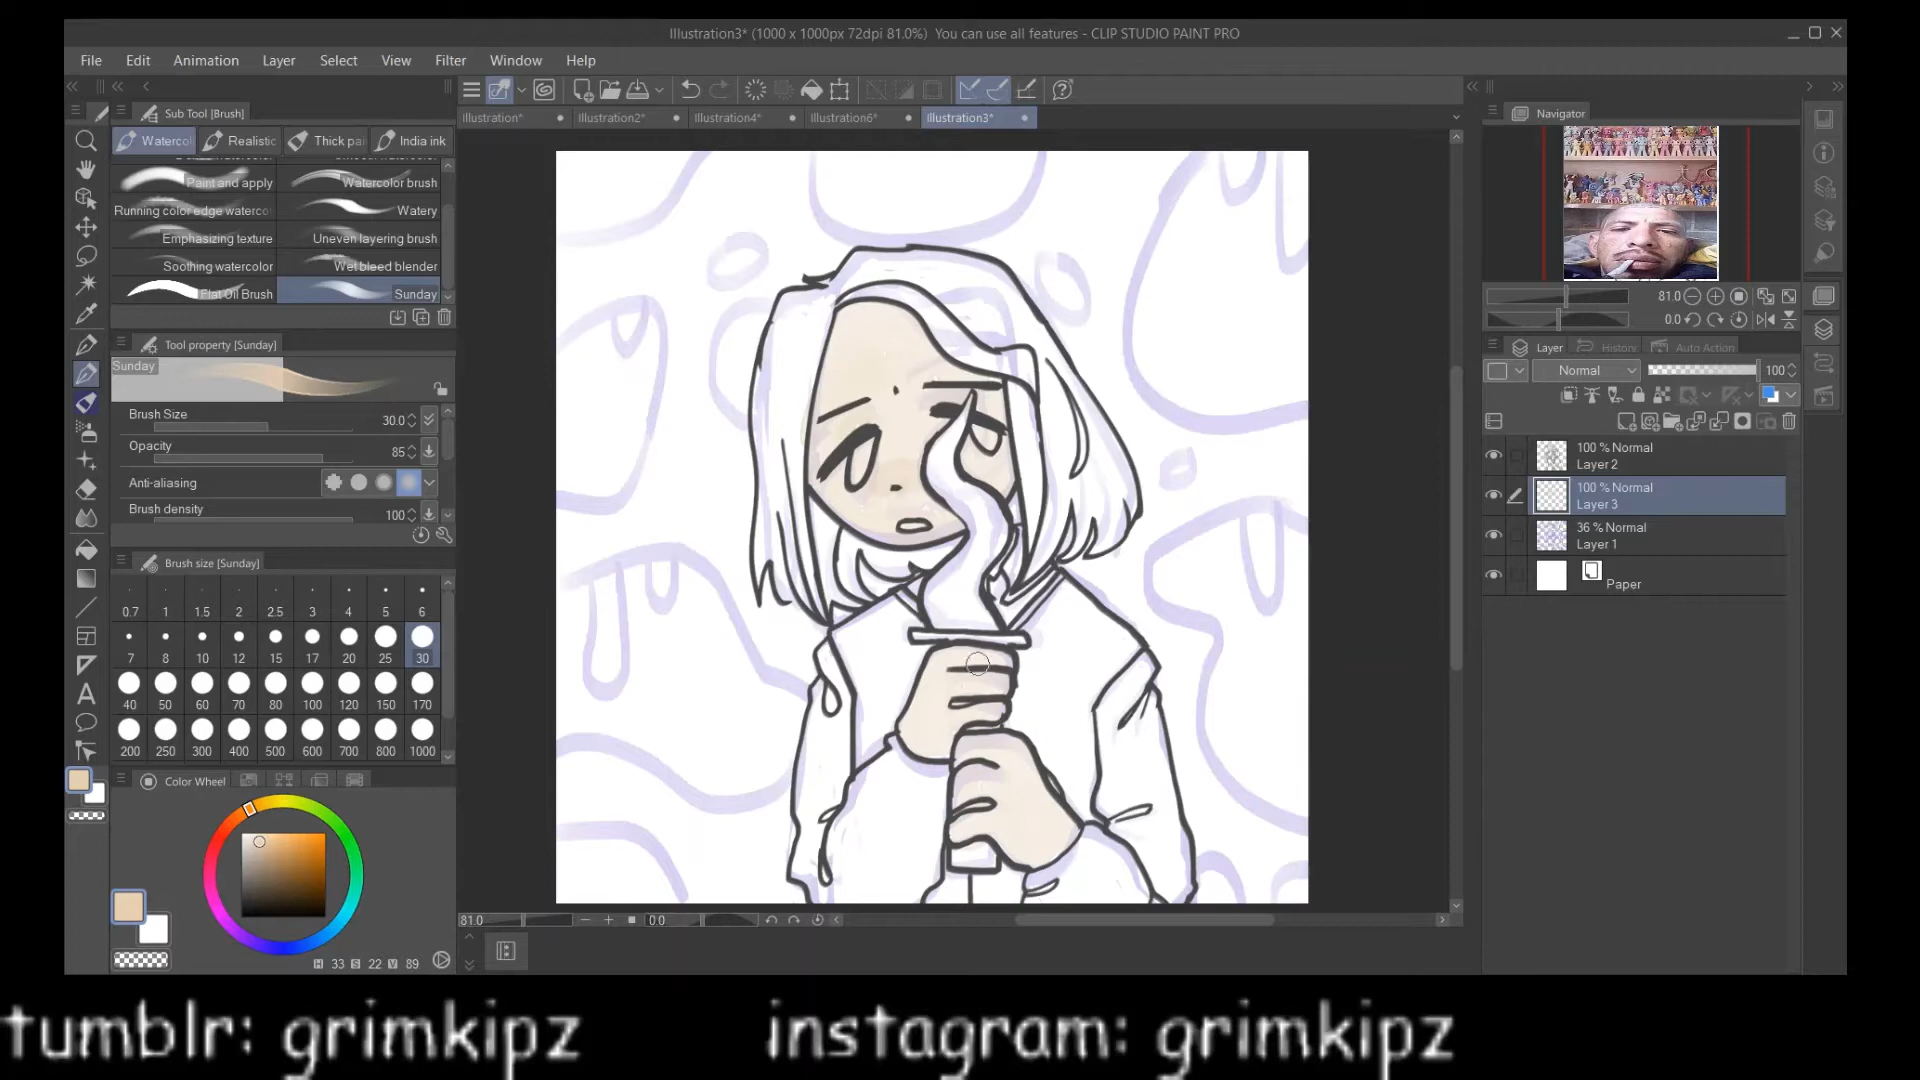 Illustration3* (1000 x 1000px 72dpi 81.0%) You can use all features - CLIP STUDIO PAINT PRO
File Edit Animation Layer Select View Filter Window Help
Sub Tool [Brush]
Watercol Realistic Thick pai India ink
Paint and apply Watercolor brush
Running color edge waterco Watery
Emphasizing texture Uneven layering brush
Soothing watercolor Wet bleed blender
Flat Oil Brush Sunday
Tool property [Sunday]
Sunday
Brush Size 30.0
Opacity 85
Anti-aliasing
Brush density 100
Brush size [Sunday]
0.7 1 1.5 2 2.5 3 4 5 6
7 8 10 12 15 17 20 25 30
40 50 60 70 80 100 120 150 170
200 250 300 400 500 600 700 800 1000
Color Wheel
H 33 S 22 V 89
Illustration* Illustration2* Illustration4* Illustration6* Illustration3*
81.0 0.0
Navigator
81.0
0.0
Layer History Auto Action
Normal 100
100 % Normal
Layer 2
100 % Normal
Layer 3
36 % Normal
Layer 1
Paper
tumblr: grimkipz instagram: grimkipz